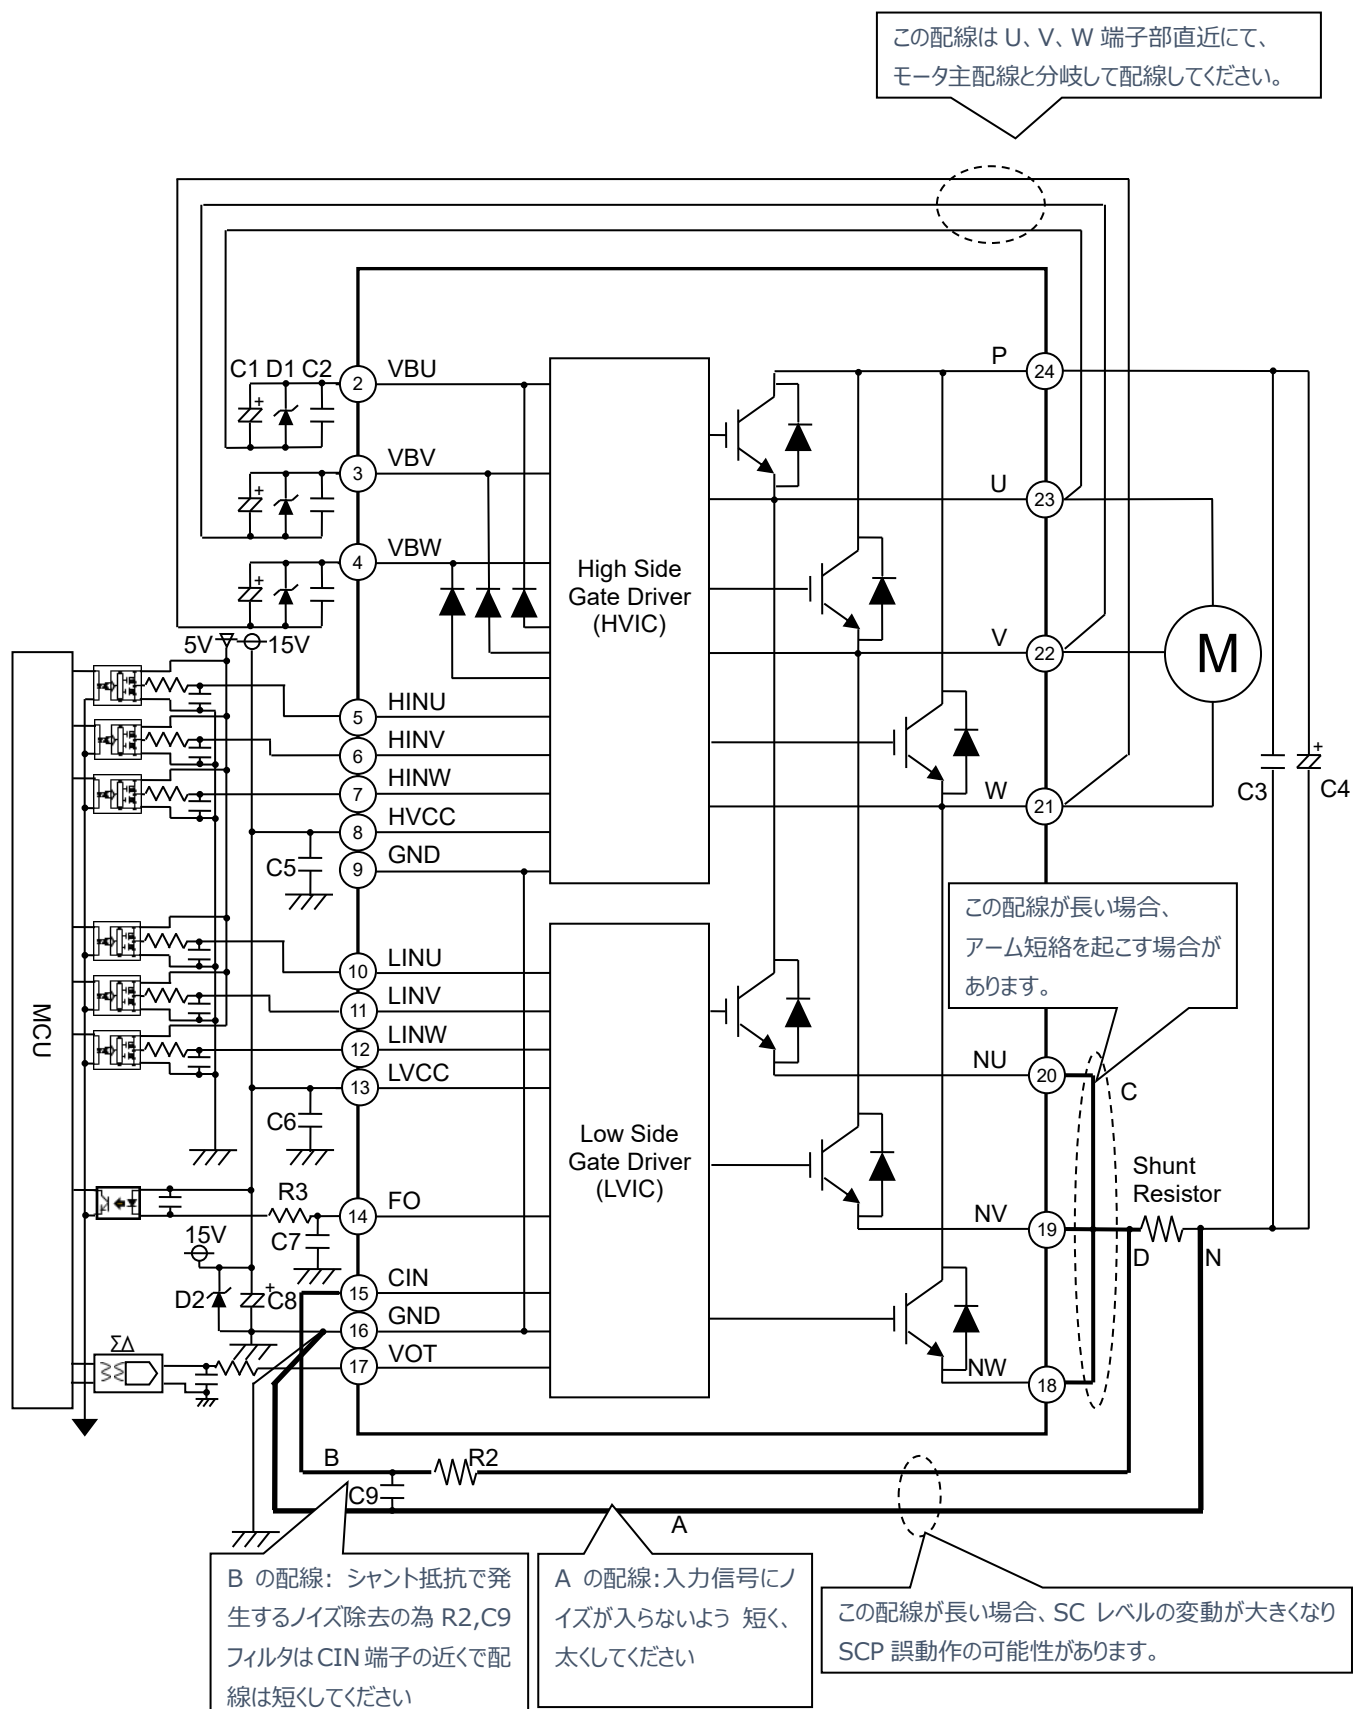 この配線は U、V、W 端子部直近にて、
モータ主配線と分岐して配線してください。
C1 D1 C2
2
VBU
P
24
+
3
VBV
U
23
+
4
VBW
High Side
Gate Driver
(HVIC)
+
5V
15V
V
22
M
5
HINU
6
HINV
7
HINW
W
21
+
C3
C4
8
HVCC
C5
9
GND
この配線が長い場合、
アーム短絡を起こす場合が
あります。
10
LINU
11
LINV
12
LINW
13
LVCC
MCU
C6
NU
20
C
Low Side
Gate Driver
(LVIC)
Shunt
Resistor
R3
14
FO
C7
NV
19
D
N
15V
15
CIN
D2
+
C8
16
GND
ΣΔ
17
VOT
NW
18
B
R2
C9
A
B の配線: シャント抵抗で発
生するノイズ除去の為 R2,C9
フィルタは CIN 端子の近くで配
線は短くしてください
A の配線:入力信号にノ
イズが入らないよう 短く、
太くしてください
この配線が長い場合、SC レベルの変動が大きくなり
SCP 誤動作の可能性があります。